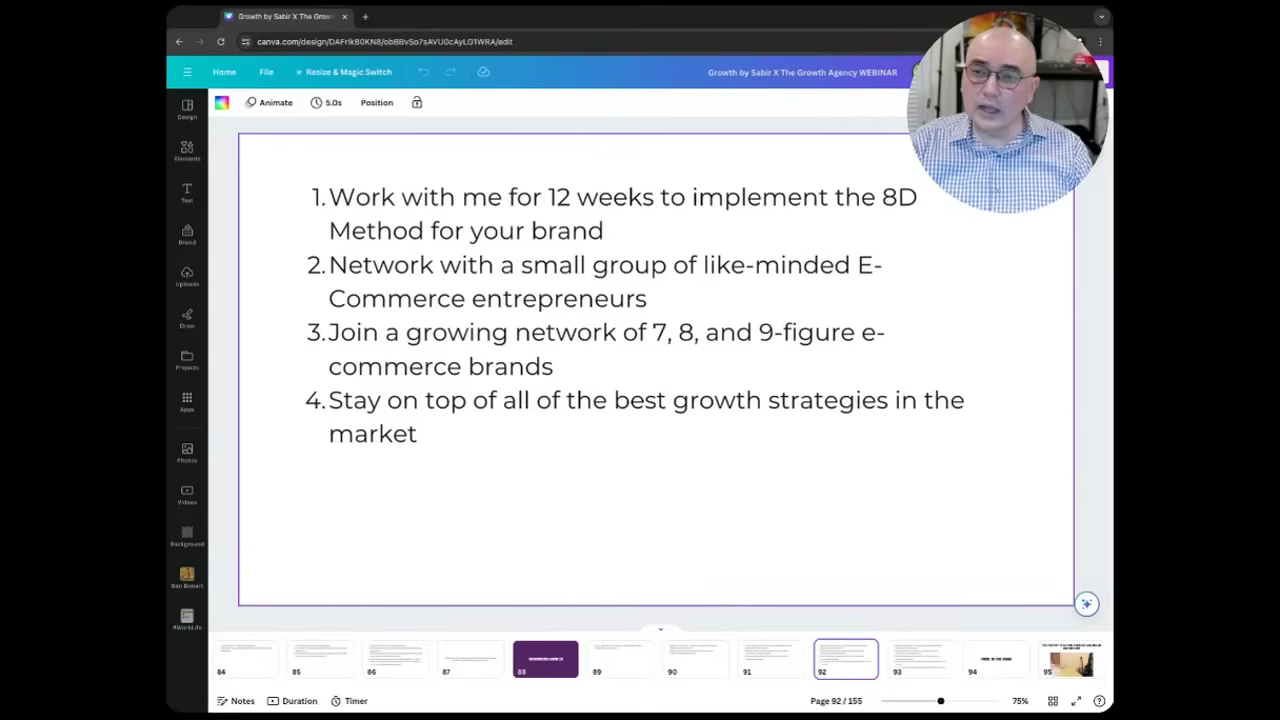 Growth by Sabir X The Grow
canva.com/design/DAFrIkB0KN8/obBBvSo7sAVU0cAyLG1WRA/edit
Home File Resize & Magic Switch Growth by Sabir X The Growth Agency WEBINAR
Animate 5.0s Position
Design
Elements
Text
Brand
Uploads
Draw
Projects
Apps
Photos
Videos
Background
Ben Benart
#WorkLife
1. Work with me for 12 weeks to implement the 8D
Method for your brand
2. Network with a small group of like-minded E-
Commerce entrepreneurs
3. Join a growing network of 7, 8, and 9-figure e-
commerce brands
4. Stay on top of all of the best growth strategies in the
market
84 85 86 87 88 89 90 91 92 93 94 95
Notes Duration Timer Page 92 / 155 75%